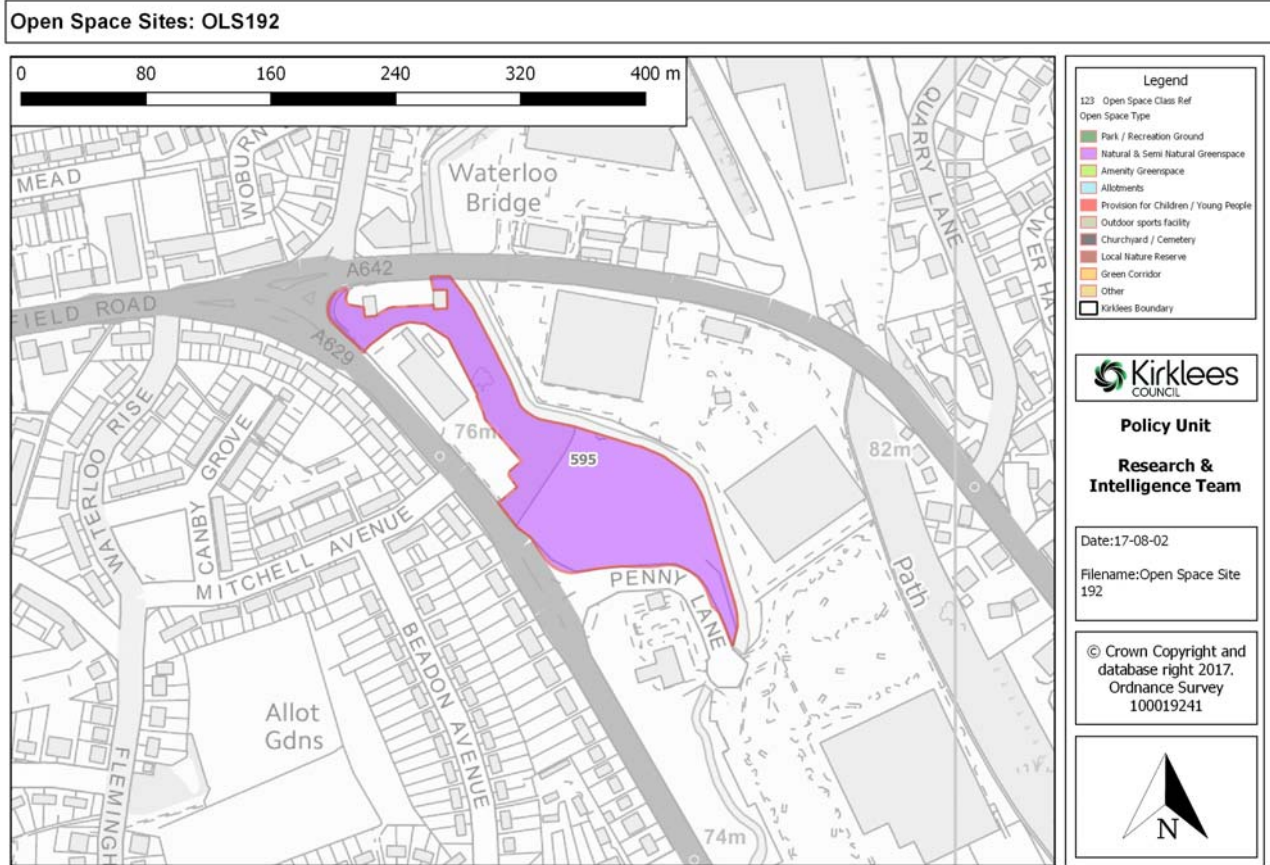 Open Space Sites: OLS192
0 80 160 240 320 400 m
MEAD
WOBURN
Waterloo
Bridge
QUARRY LANE
A642
FIELD ROAD
A629
WATERLOO RISE
MCANBY GROVE
76m
595
82m
MITCHELL AVENUE
PENNY
LANE
Path
BEADON AVENUE
Allot
Gdns
FLEMING
74m
Legend
123 Open Space Class Ref
Open Space Type
Park / Recreation Ground
Natural & Semi Natural Greenspace
Amenity Greenspace
Allotments
Provision for Children / Young People
Outdoor sports facility
Churchyard / Cemetery
Local Nature Reserve
Green Corridor
Other
Kirklees Boundary
Kirklees
COUNCIL
Policy Unit
Research &
Intelligence Team
Date:17-08-02
Filename:Open Space Site
192
© Crown Copyright and
database right 2017.
Ordnance Survey
100019241
N